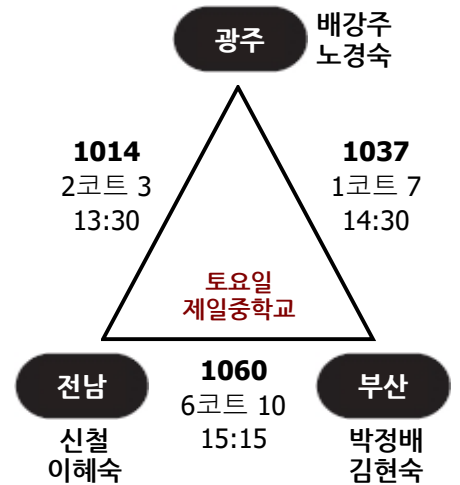 광주
배강주
노경숙
1014
2코트 3
13:30
1037
1코트 7
14:30
토요일
제일중학교
전남
신철
이혜숙
1060
6코트 10
15:15
부산
박정배
김현숙